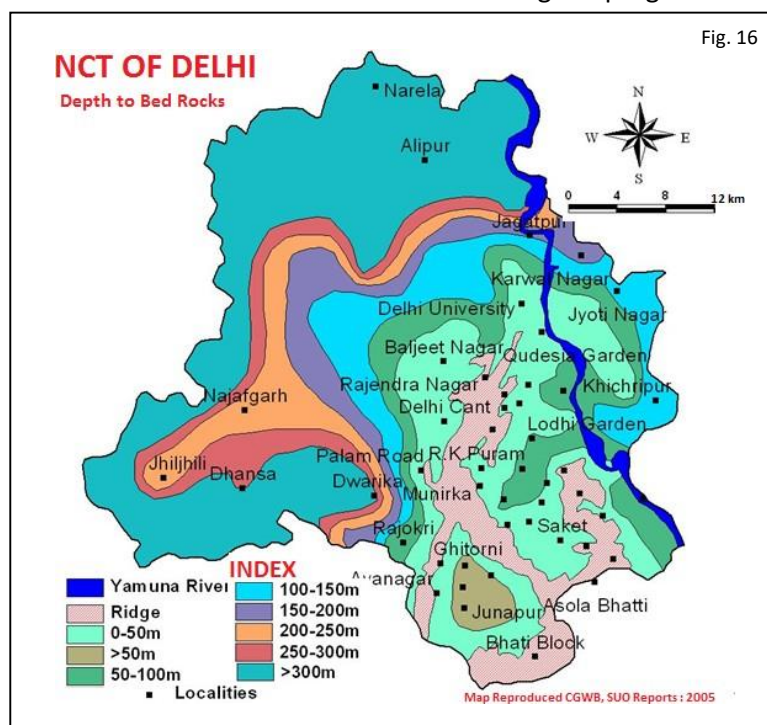 Fig. 16
NCT OF DELHI
Depth to Bed Rocks
Narela
Alipur
N
W E
S
0 4 8 12 km
Jagatpur
Karwal Nagar
Delhi University
Jyoti Nagar
Baljeet Nagar
Qudesia Garden
Rajendra Nagar
Khichripur
Najafgarh
Delhi Cant
Lodhi Garden
Palam Road
R.K.Puram
Jhiljhili
Dhansa
Dwarika
Munirka
Rajokri
Saket
Ghitorni
Ayanagar
Junapur
Asola Bhatti
Bhati Block
INDEX
Yamuna River
Ridge
0-50m
>50m
50-100m
100-150m
150-200m
200-250m
250-300m
>300m
Localities
Map Reproduced CGWB, SUO Reports : 2005